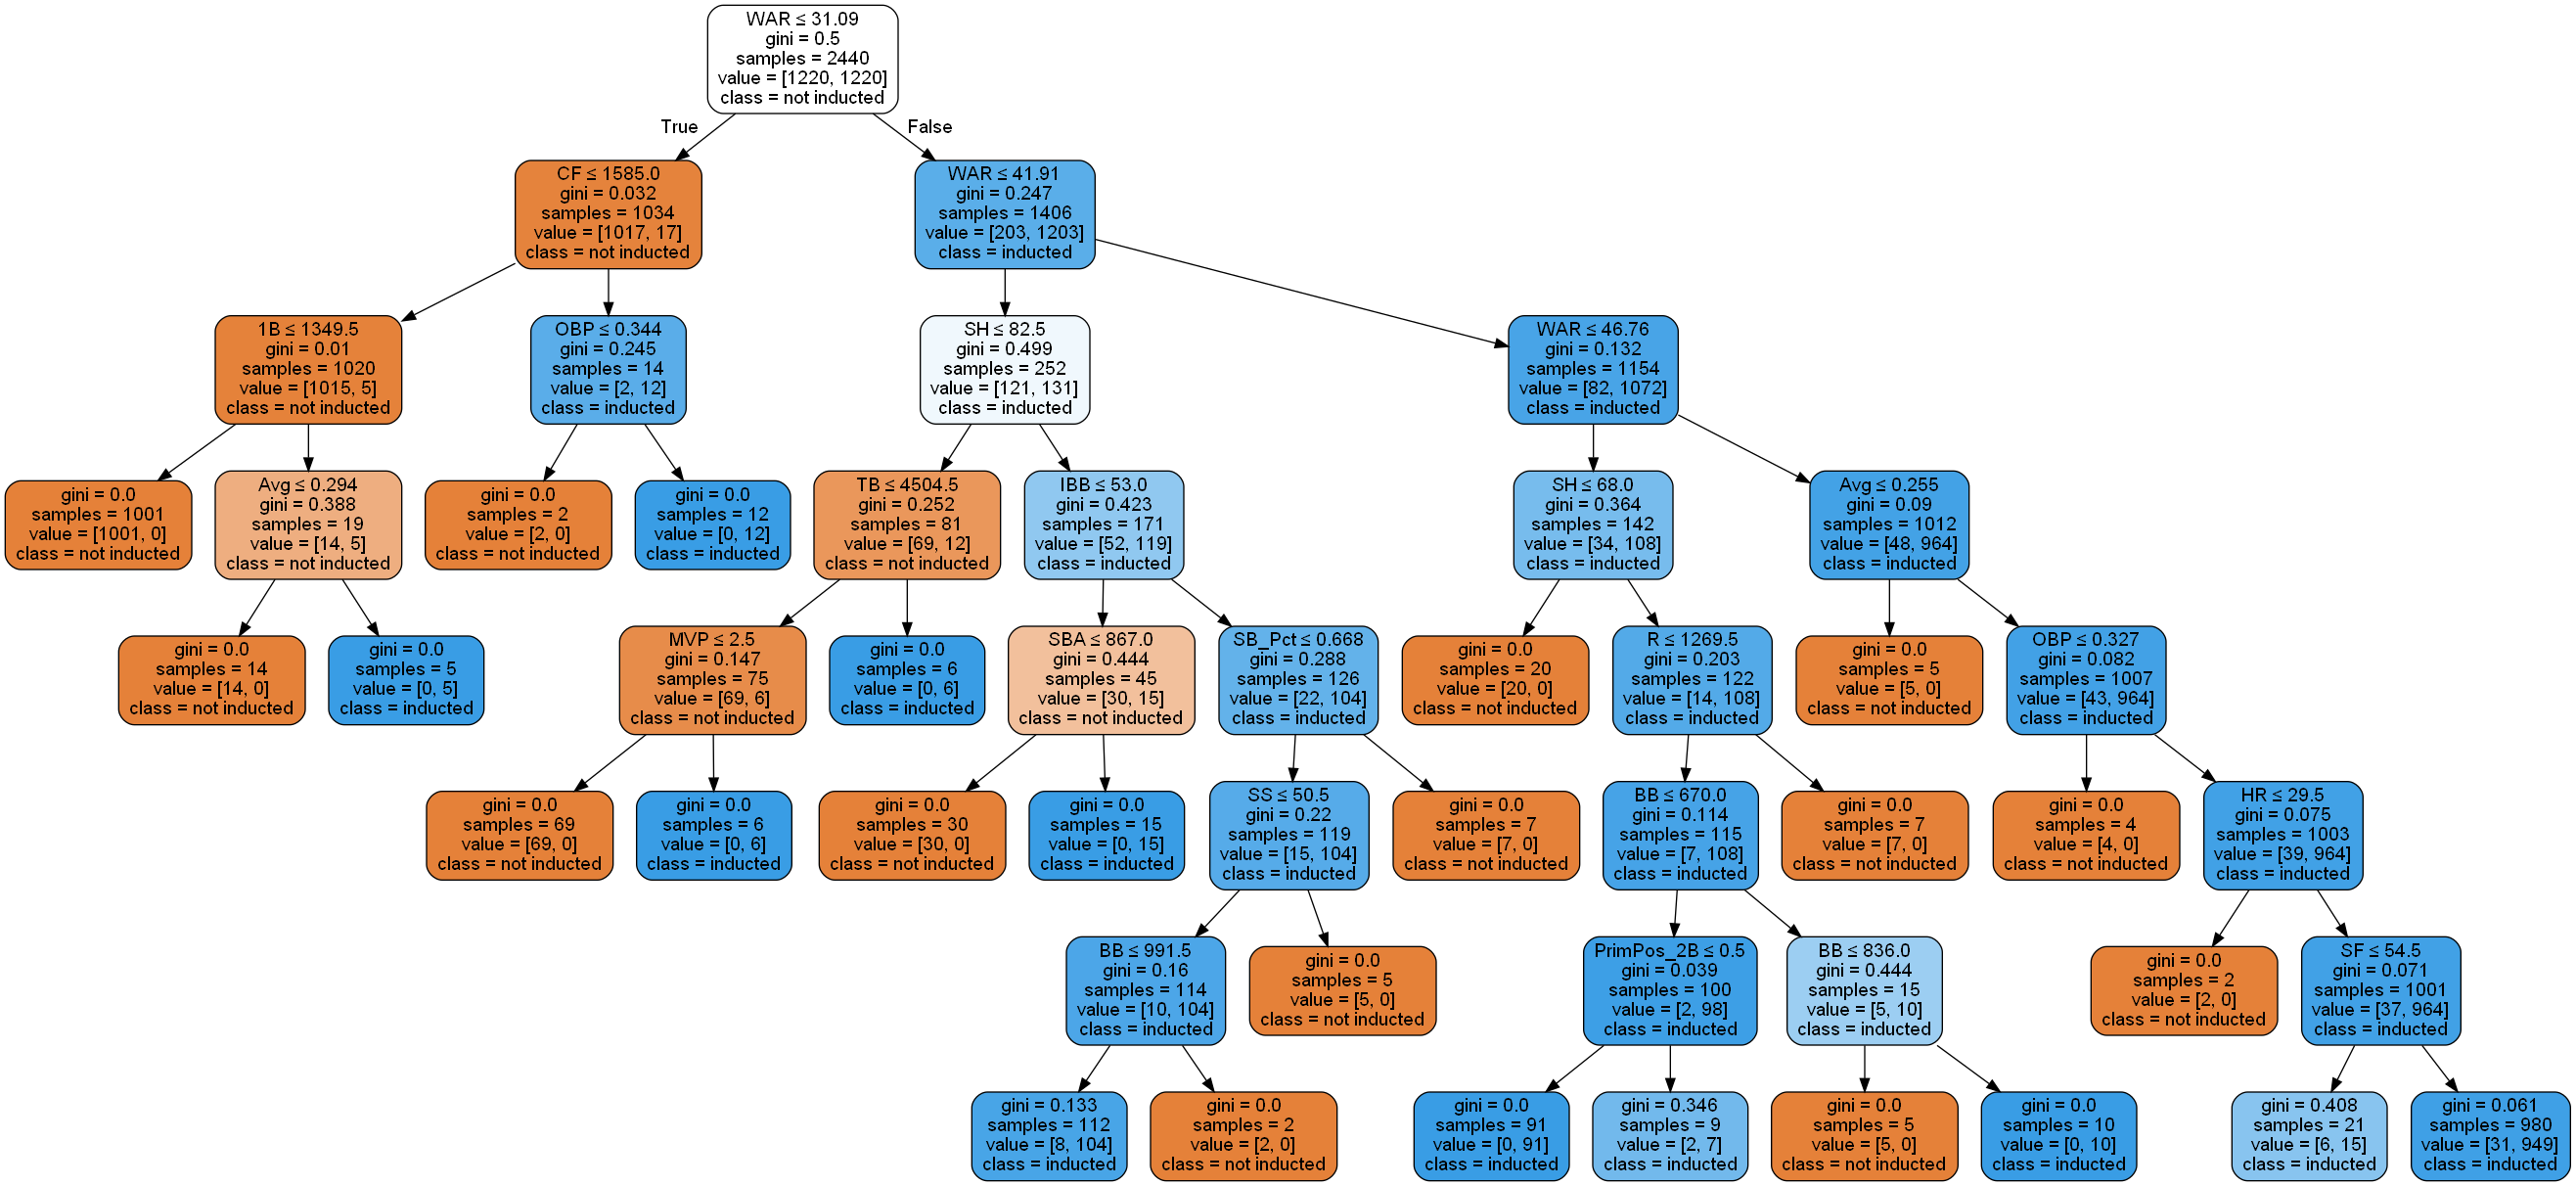 WAR ≤ 31.09
gini = 0.5
samples = 2440
value = [1220, 1220]
class = not inducted
True
False
CF ≤ 1585.0
gini = 0.032
samples = 1034
value = [1017, 17]
class = not inducted
WAR ≤ 41.91
gini = 0.247
samples = 1406
value = [203, 1203]
class = inducted
1B ≤ 1349.5
gini = 0.01
samples = 1020
value = [1015, 5]
class = not inducted
OBP ≤ 0.344
gini = 0.245
samples = 14
value = [2, 12]
class = inducted
SH ≤ 82.5
gini = 0.499
samples = 252
value = [121, 131]
class = inducted
WAR ≤ 46.76
gini = 0.132
samples = 1154
value = [82, 1072]
class = inducted
gini = 0.0
samples = 1001
value = [1001, 0]
class = not inducted
Avg ≤ 0.294
gini = 0.388
samples = 19
value = [14, 5]
class = not inducted
gini = 0.0
samples = 2
value = [2, 0]
class = not inducted
gini = 0.0
samples = 12
value = [0, 12]
class = inducted
TB ≤ 4504.5
gini = 0.252
samples = 81
value = [69, 12]
class = not inducted
IBB ≤ 53.0
gini = 0.423
samples = 171
value = [52, 119]
class = inducted
SH ≤ 68.0
gini = 0.364
samples = 142
value = [34, 108]
class = inducted
Avg ≤ 0.255
gini = 0.09
samples = 1012
value = [48, 964]
class = inducted
gini = 0.0
samples = 14
value = [14, 0]
class = not inducted
gini = 0.0
samples = 5
value = [0, 5]
class = inducted
MVP ≤ 2.5
gini = 0.147
samples = 75
value = [69, 6]
class = not inducted
gini = 0.0
samples = 6
value = [0, 6]
class = inducted
SBA ≤ 867.0
gini = 0.444
samples = 45
value = [30, 15]
class = not inducted
SB_Pct ≤ 0.668
gini = 0.288
samples = 126
value = [22, 104]
class = inducted
gini = 0.0
samples = 20
value = [20, 0]
class = not inducted
R ≤ 1269.5
gini = 0.203
samples = 122
value = [14, 108]
class = inducted
gini = 0.0
samples = 5
value = [5, 0]
class = not inducted
OBP ≤ 0.327
gini = 0.082
samples = 1007
value = [43, 964]
class = inducted
gini = 0.0
samples = 69
value = [69, 0]
class = not inducted
gini = 0.0
samples = 6
value = [0, 6]
class = inducted
gini = 0.0
samples = 30
value = [30, 0]
class = not inducted
gini = 0.0
samples = 15
value = [0, 15]
class = inducted
SS ≤ 50.5
gini = 0.22
samples = 119
value = [15, 104]
class = inducted
gini = 0.0
samples = 7
value = [7, 0]
class = not inducted
BB ≤ 670.0
gini = 0.114
samples = 115
value = [7, 108]
class = inducted
gini = 0.0
samples = 7
value = [7, 0]
class = not inducted
gini = 0.0
samples = 4
value = [4, 0]
class = not inducted
HR ≤ 29.5
gini = 0.075
samples = 1003
value = [39, 964]
class = inducted
BB ≤ 991.5
gini = 0.16
samples = 114
value = [10, 104]
class = inducted
gini = 0.0
samples = 5
value = [5, 0]
class = not inducted
PrimPos_2B ≤ 0.5
gini = 0.039
samples = 100
value = [2, 98]
class = inducted
BB ≤ 836.0
gini = 0.444
samples = 15
value = [5, 10]
class = inducted
gini = 0.0
samples = 2
value = [2, 0]
class = not inducted
SF ≤ 54.5
gini = 0.071
samples = 1001
value = [37, 964]
class = inducted
gini = 0.133
samples = 112
value = [8, 104]
class = inducted
gini = 0.0
samples = 2
value = [2, 0]
class = not inducted
gini = 0.0
samples = 91
value = [0, 91]
class = inducted
gini = 0.346
samples = 9
value = [2, 7]
class = inducted
gini = 0.0
samples = 5
value = [5, 0]
class = not inducted
gini = 0.0
samples = 10
value = [0, 10]
class = inducted
gini = 0.408
samples = 21
value = [6, 15]
class = inducted
gini = 0.061
samples = 980
value = [31, 949]
class = inducted